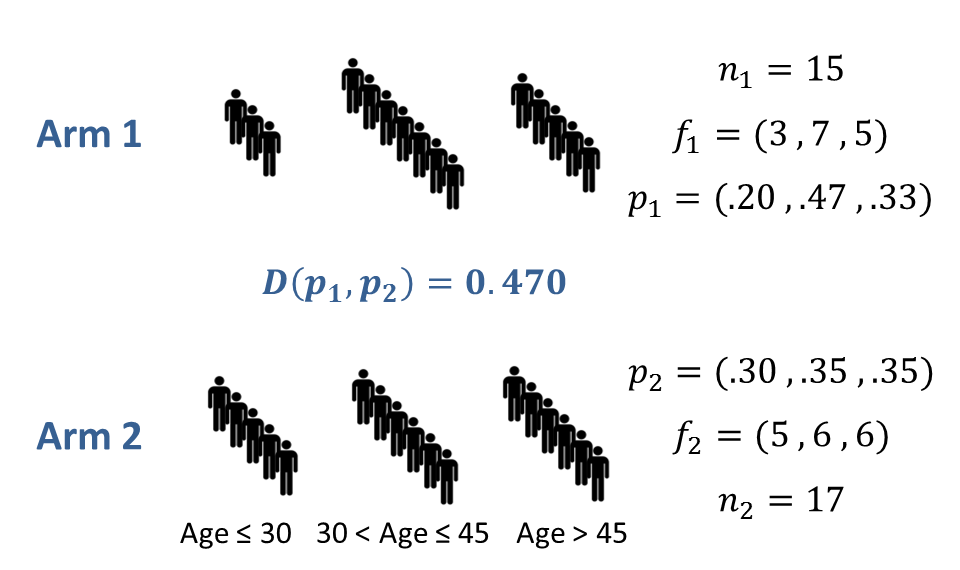 n₁ = 15
Arm 1
f₁ = (3 , 7 , 5)
p₁ = (.20 , .47 , .33)
D(p₁, p₂) = 0.470
p₂ = (.30 , .35 , .35)
Arm 2
f₂ = (5 , 6 , 6)
n₂ = 17
Age ≤ 30 30 < Age ≤ 45 Age > 45